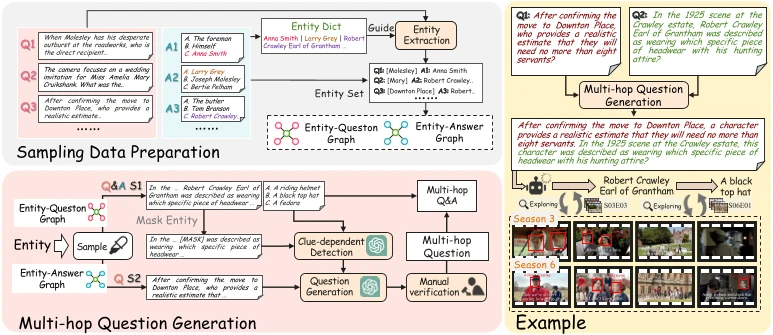 Q1
When Molesley has his desperate
outburst at the roadworks, who is
the direct recipient...
Q2
The camera focuses on a wedding
invitation for Miss Amelia Mary
Cruikshank. What was the..
Q3
After confirming the move to
Downton Place, who provides a
realistic estimate...
......
A1
A. The foreman
B. Himself
C. Anna Smith
A2
A. Larry Grey
B. Joseph Molesley
C. Bertie Pelham
A3
A. The butler
B. Tom Branson
C. Robert Crawley
......
Entity Dict
Anna Smith | Larry Grey | Robert
Crawley Earl of Grantham ...
Guide
Entity
Extraction
Entity Set
Q1: [Molesley] A1: Anna Smith
Q2: [Mary] A2: Robert Crawley..
Q3: [Downton Place] A3: Robert..
......
Entity-Queston
Graph
Entity-Answer
Graph
Sampling Data Preparation
Q&A S1
In the ... Robert Crawley Earl of
Grantham was described as wearing
which specific piece of headwear ...
A. A riding helmet
B. A black top hat
C. A fedora
Multi-hop
Q&A
Entity-Queston
Graph
Mask Entity
Entity
Sample
In the ... [MASK] was described as
wearing which specific piece of
headwear ...
Clue-dependent
Detection
Multi-hop
Question
Entity-Answer
Graph
Q S2
After confirming the move to
Downton Place, who provides a
realistic estimate that ...
Question
Generation
Manual
verification
Multi-hop Question Generation
Q1: After confirming the
move to Downton Place,
who provides a realistic
estimate that they will
need no more than eight
servants?
Q2: In the 1925 scene at the
Crawley estate, Robert Crawley
Earl of Grantham was described
as wearing which specific piece
of headwear with his hunting
attire?
Multi-hop Question
Generation
After confirming the move to Downton Place, a character
provides a realistic estimate that they will need no more than
eight servants. In the 1925 scene at the Crawley estate, this
character was described as wearing which specific piece of
headwear with his hunting attire?
Robert Crowley
Earl of Grantham
A black
top hat
Exploring
S03E03
Exploring
S06E01
Season 3
Season 6
Example